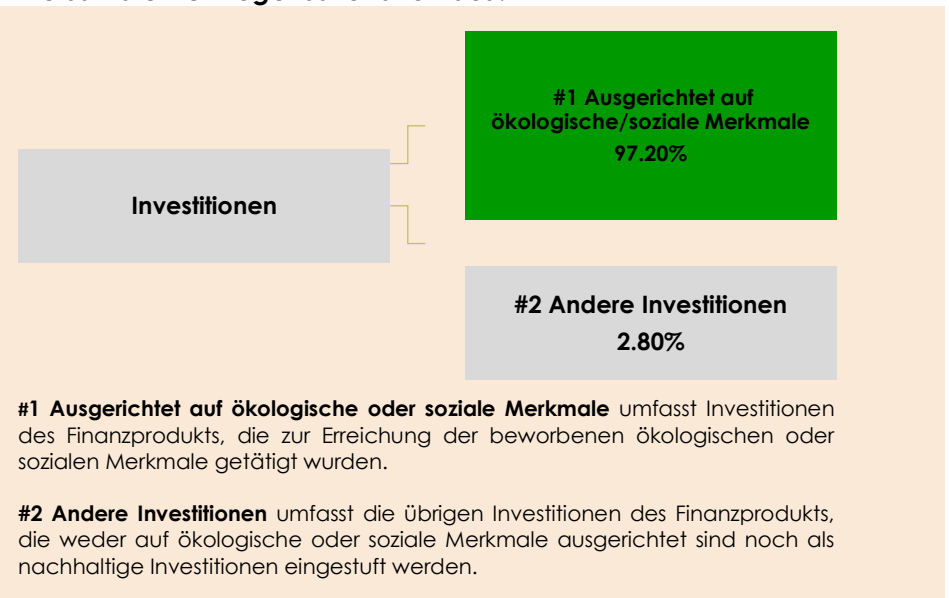 #1 Ausgerichtet auf
ökologische/soziale Merkmale
97.20%
Investitionen
#2 Andere Investitionen
2.80%
#1 Ausgerichtet auf ökologische oder soziale Merkmale umfasst Investitionen
des Finanzprodukts, die zur Erreichung der beworbenen ökologischen oder
sozialen Merkmale getätigt wurden.
#2 Andere Investitionen umfasst die übrigen Investitionen des Finanzprodukts,
die weder auf ökologische oder soziale Merkmale ausgerichtet sind noch als
nachhaltige Investitionen eingestuft werden.